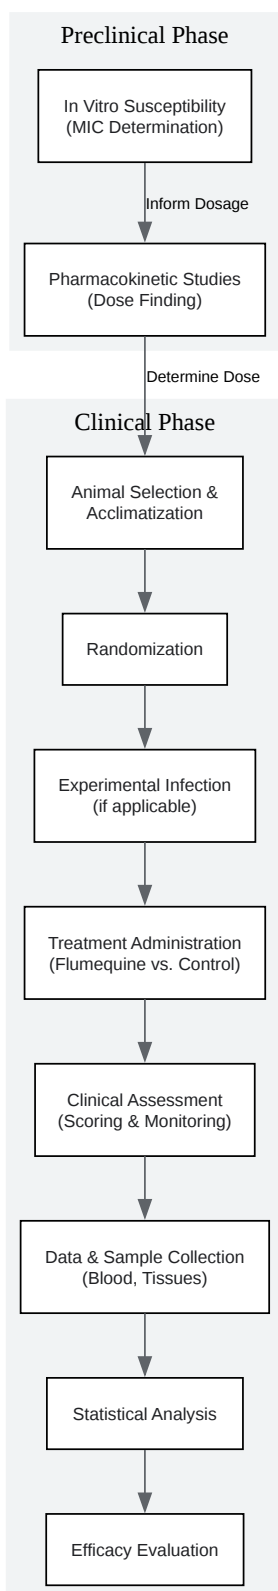 Preclinical Phase
In Vitro Susceptibility
(MIC Determination)
Inform Dosage
Pharmacokinetic Studies
(Dose Finding)
Determine Dose
Clinical Phase
Animal Selection &
Acclimatization
Randomization
Experimental Infection
(if applicable)
Treatment Administration
(Flumequine vs. Control)
Clinical Assessment
(Scoring & Monitoring)
Data & Sample Collection
(Blood, Tissues)
Statistical Analysis
Efficacy Evaluation